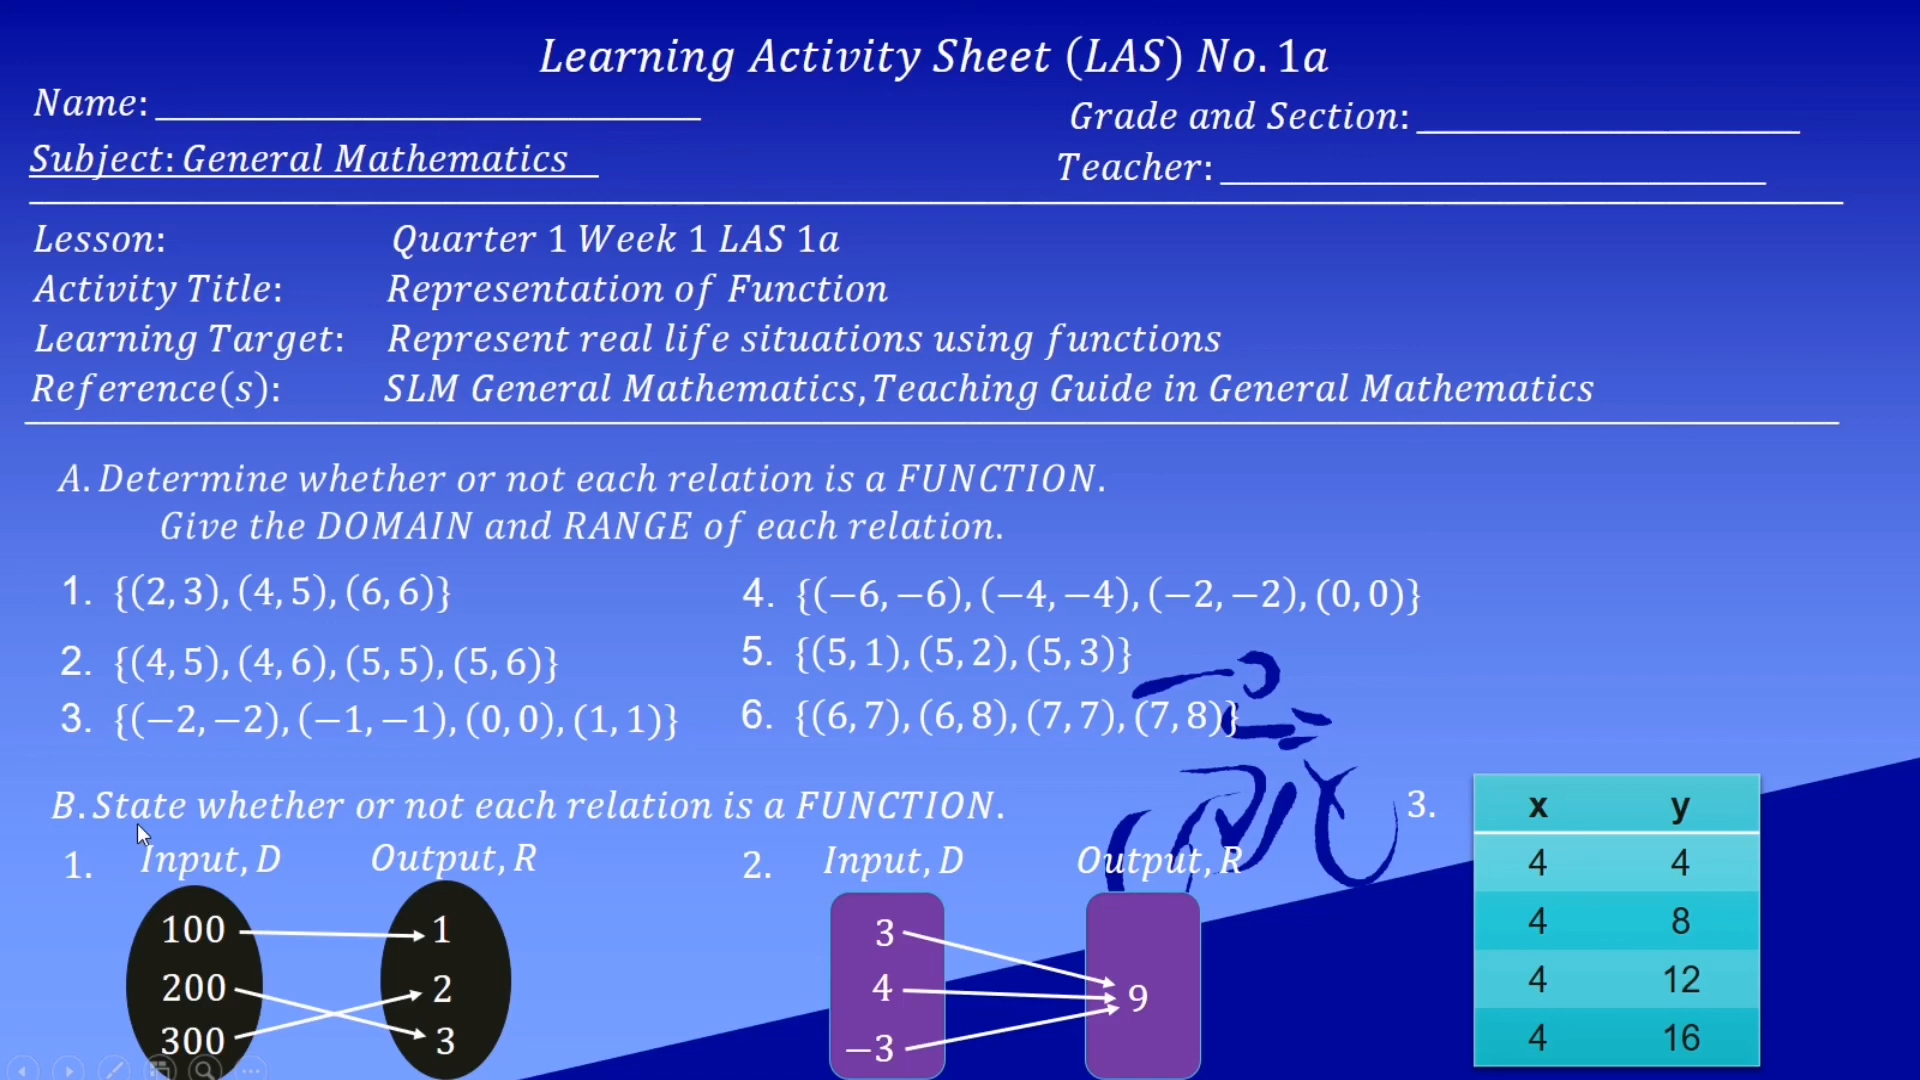 Learning Activity Sheet (LAS) No. 1a
Name: ____________________
Grade and Section: ____________________
Subject: General Mathematics
Teacher: ____________________
Lesson: Quarter 1 Week 1 LAS 1a
Activity Title: Representation of Function
Learning Target: Represent real life situations using functions
Reference(s): SLM General Mathematics, Teaching Guide in General Mathematics
A. Determine whether or not each relation is a FUNCTION.
Give the DOMAIN and RANGE of each relation.
1. {(2, 3), (4, 5), (6, 6)}
2. {(4, 5), (4, 6), (5, 5), (5, 6)}
3. {(−2, −2), (−1, −1), (0, 0), (1, 1)}
4. {(−6, −6), (−4, −4), (−2, −2), (0, 0)}
5. {(5, 1), (5, 2), (5, 3)}
6. {(6, 7), (6, 8), (7, 7), (7, 8)}
B. State whether or not each relation is a FUNCTION.
1. Input, D Output, R
100 1
200 2
300 3
2. Input, D Output, R
3
4 9
−3
3.
x y
4 4
4 8
4 12
4 16